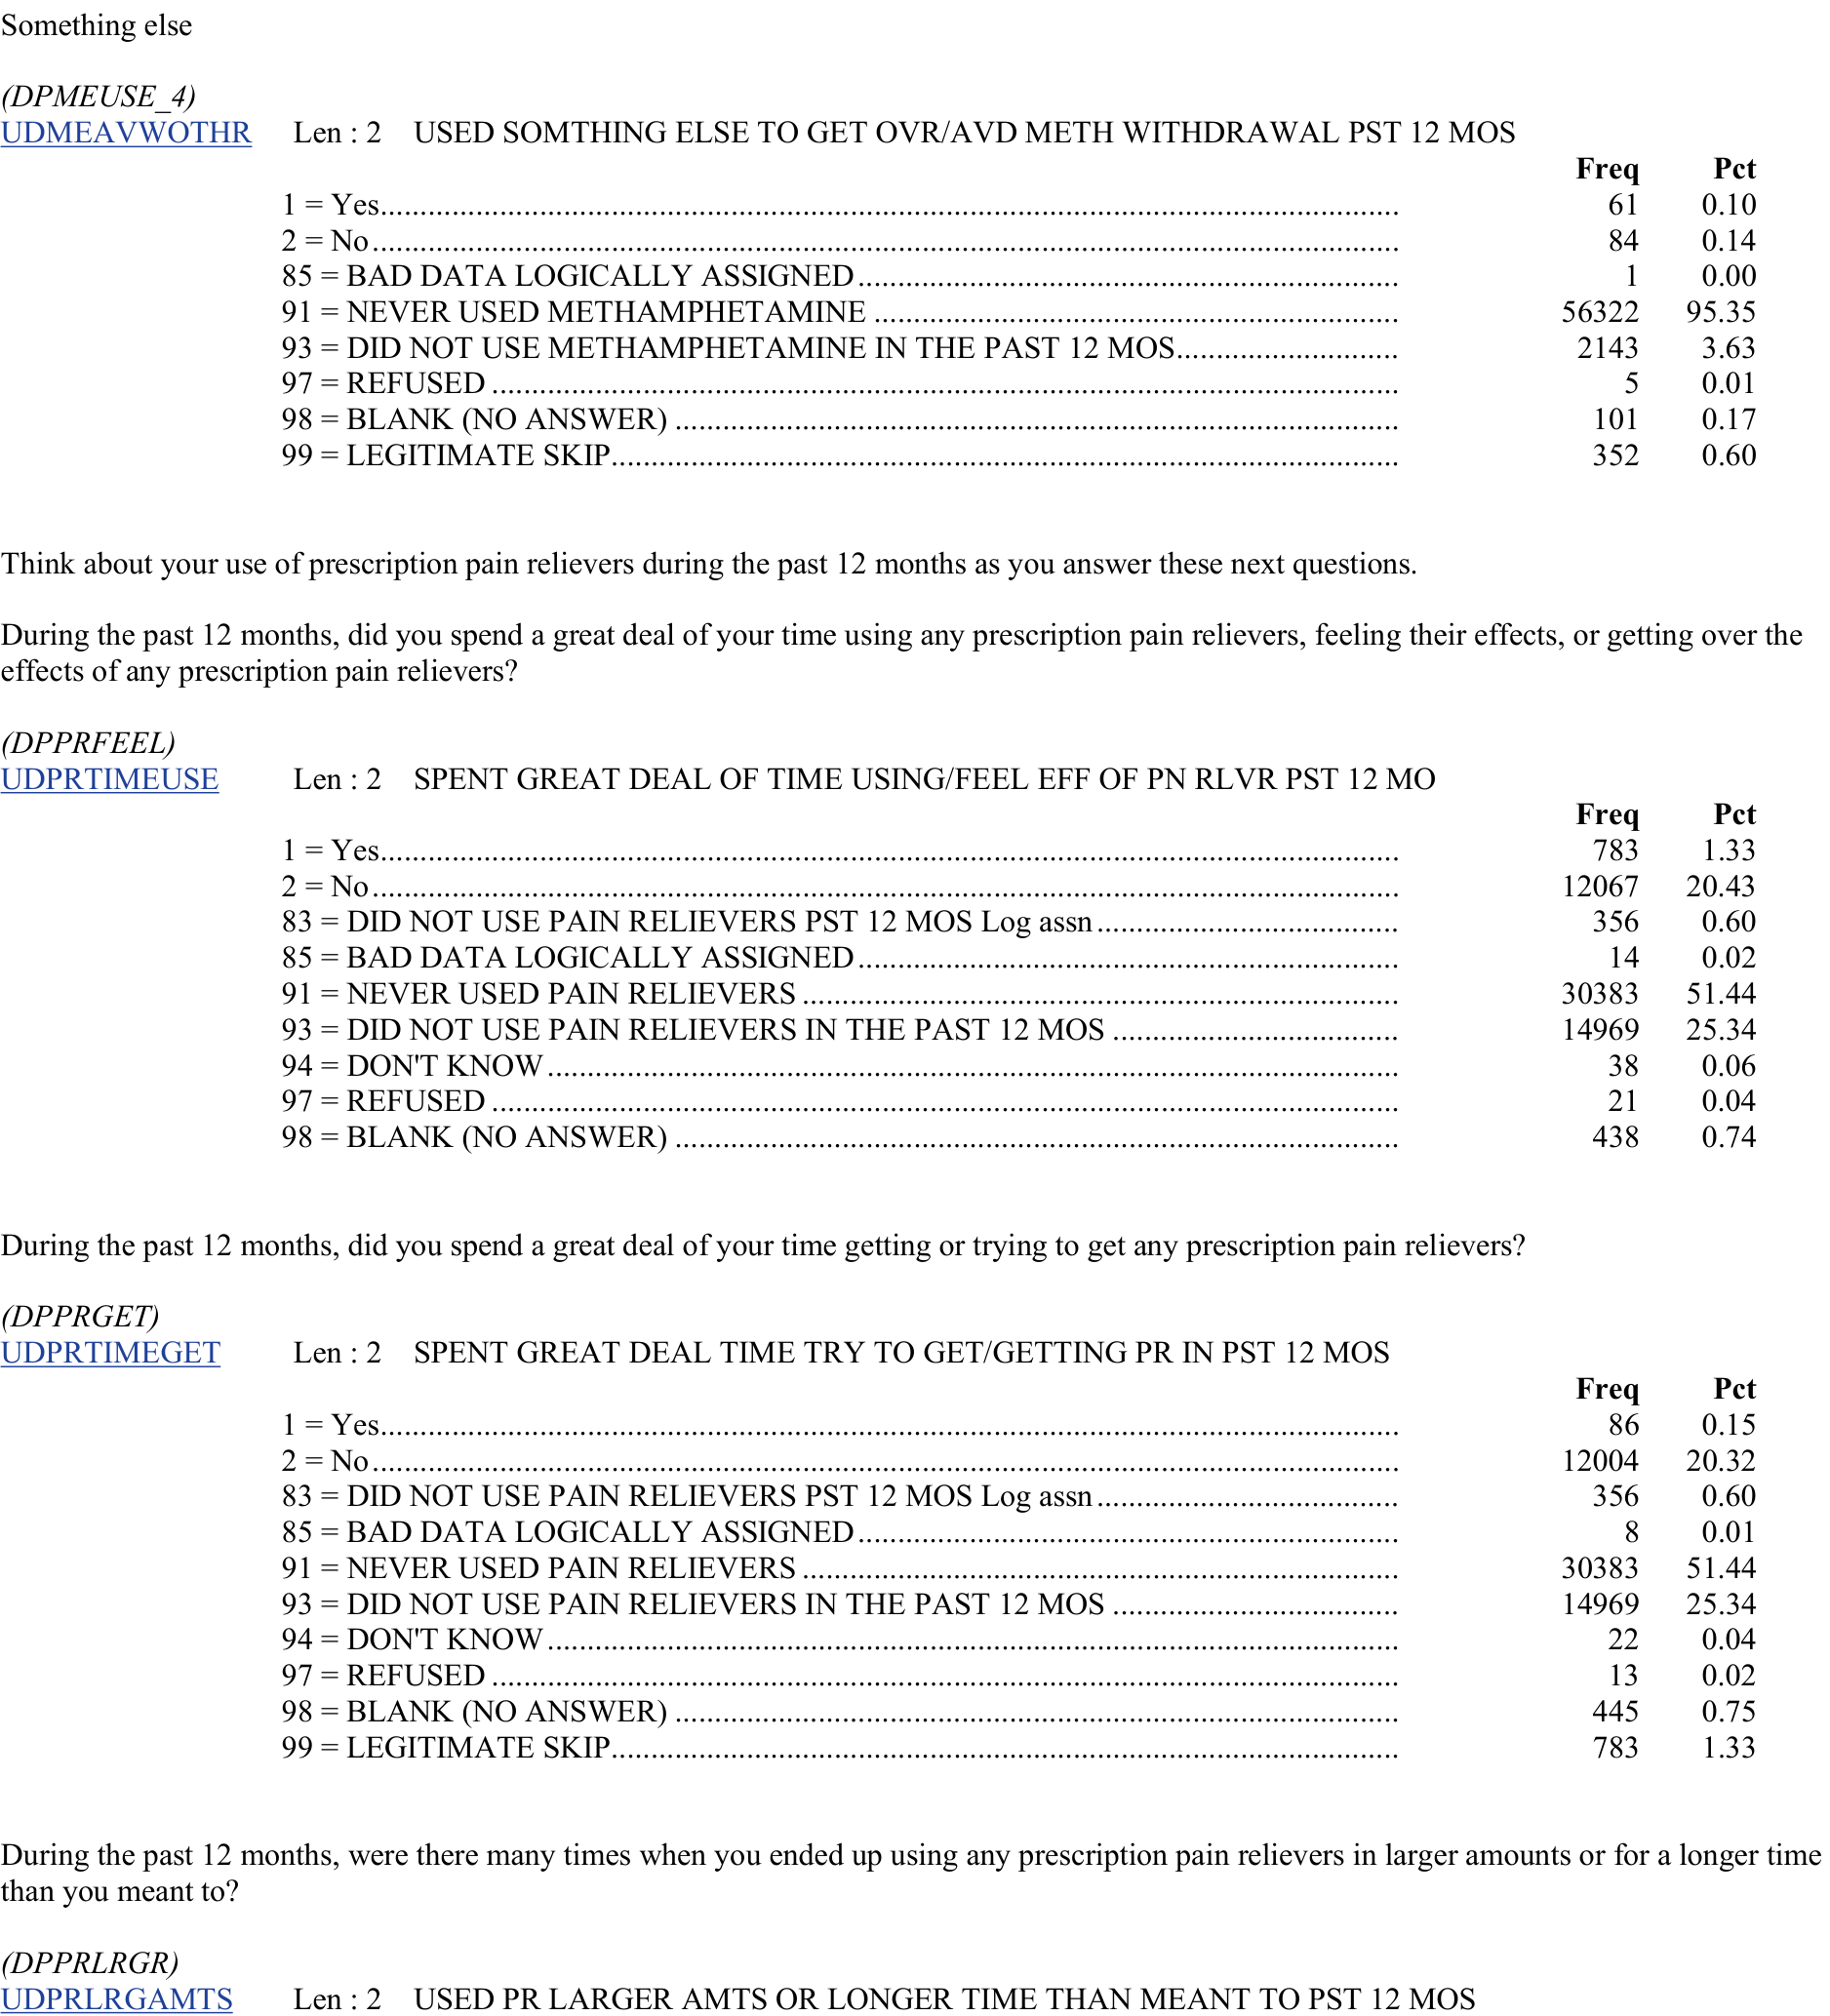 Something else
(DPMEUSE_4)
UDMEAVWOTHR Len : 2 USED SOMTHING ELSE TO GET OVR/AVD METH WITHDRAWAL PST 12 MOS
Freq Pct
1 = Yes........ 61 0.10
2 = No........ 84 0.14
85 = BAD DATA LOGICALLY ASSIGNED........ 1 0.00
91 = NEVER USED METHAMPHETAMINE ........ 56322 95.35
93 = DID NOT USE METHAMPHETAMINE IN THE PAST 12 MOS........ 2143 3.63
97 = REFUSED ........ 5 0.01
98 = BLANK (NO ANSWER) ........ 101 0.17
99 = LEGITIMATE SKIP........ 352 0.60
Think about your use of prescription pain relievers during the past 12 months as you answer these next questions.
During the past 12 months, did you spend a great deal of your time using any prescription pain relievers, feeling their effects, or getting over the
effects of any prescription pain relievers?
(DPPRFEEL)
UDPRTIMEUSE Len : 2 SPENT GREAT DEAL OF TIME USING/FEEL EFF OF PN RLVR PST 12 MO
Freq Pct
1 = Yes........ 783 1.33
2 = No........ 12067 20.43
83 = DID NOT USE PAIN RELIEVERS PST 12 MOS Log assn........ 356 0.60
85 = BAD DATA LOGICALLY ASSIGNED........ 14 0.02
91 = NEVER USED PAIN RELIEVERS ........ 30383 51.44
93 = DID NOT USE PAIN RELIEVERS IN THE PAST 12 MOS ........ 14969 25.34
94 = DON'T KNOW........ 38 0.06
97 = REFUSED ........ 21 0.04
98 = BLANK (NO ANSWER) ........ 438 0.74
During the past 12 months, did you spend a great deal of your time getting or trying to get any prescription pain relievers?
(DPPRGET)
UDPRTIMEGET Len : 2 SPENT GREAT DEAL TIME TRY TO GET/GETTING PR IN PST 12 MOS
Freq Pct
1 = Yes........ 86 0.15
2 = No........ 12004 20.32
83 = DID NOT USE PAIN RELIEVERS PST 12 MOS Log assn........ 356 0.60
85 = BAD DATA LOGICALLY ASSIGNED........ 8 0.01
91 = NEVER USED PAIN RELIEVERS ........ 30383 51.44
93 = DID NOT USE PAIN RELIEVERS IN THE PAST 12 MOS ........ 14969 25.34
94 = DON'T KNOW........ 22 0.04
97 = REFUSED ........ 13 0.02
98 = BLANK (NO ANSWER) ........ 445 0.75
99 = LEGITIMATE SKIP........ 783 1.33
During the past 12 months, were there many times when you ended up using any prescription pain relievers in larger amounts or for a longer time
than you meant to?
(DPPRLRGR)
UDPRLRGAMTS Len : 2 USED PR LARGER AMTS OR LONGER TIME THAN MEANT TO PST 12 MOS